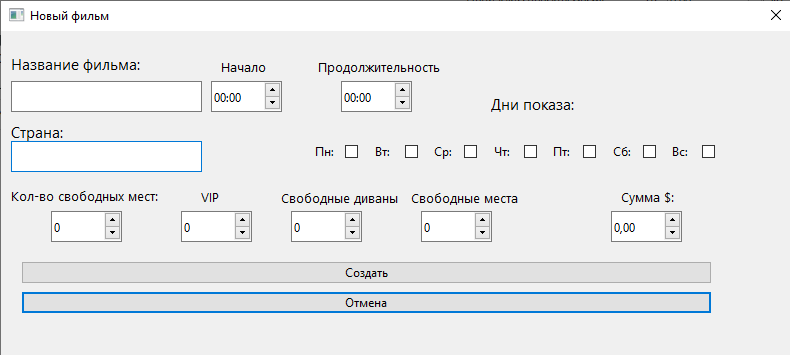 Новый фильм
Название фильма: Начало Продолжительность
00:00 00:00
Дни показа:
Страна:
Пн: Вт: Ср: Чт: Пт: Сб: Вс:
Кол-во свободных мест: VIP Свободные диваны Свободные места Сумма $:
0 0 0 0 0,00
Создать
Отмена